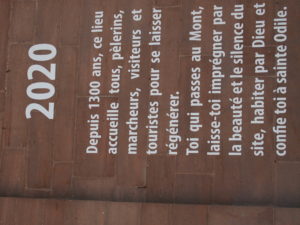 2020
Depuis 1300 ans, ce lieu
accueille tous, pèlerins,
marcheurs, visiteurs et
touristes pour se laisser
régénérer.
Toi qui passes au Mont,
laisse-toi imprégner par
la beauté et le silence du
site, habiter par Dieu et
confie toi à sainte Odile.